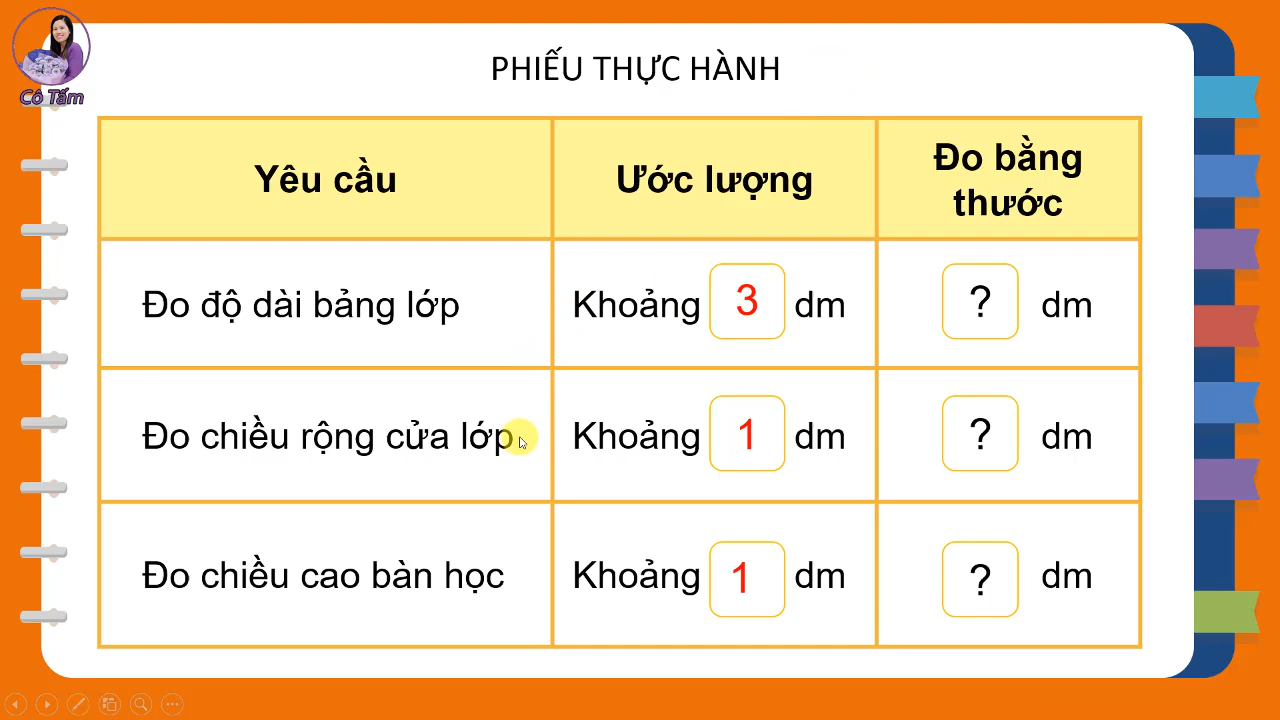 Cô Tấm
PHIẾU THỰC HÀNH
Yêu cầu
Ước lượng
Đo bằng
thước
Đo độ dài bảng lớp
Khoảng 3 dm
? dm
Đo chiều rộng cửa lớp
Khoảng 1 dm
? dm
Đo chiều cao bàn học
Khoảng 1 dm
? dm